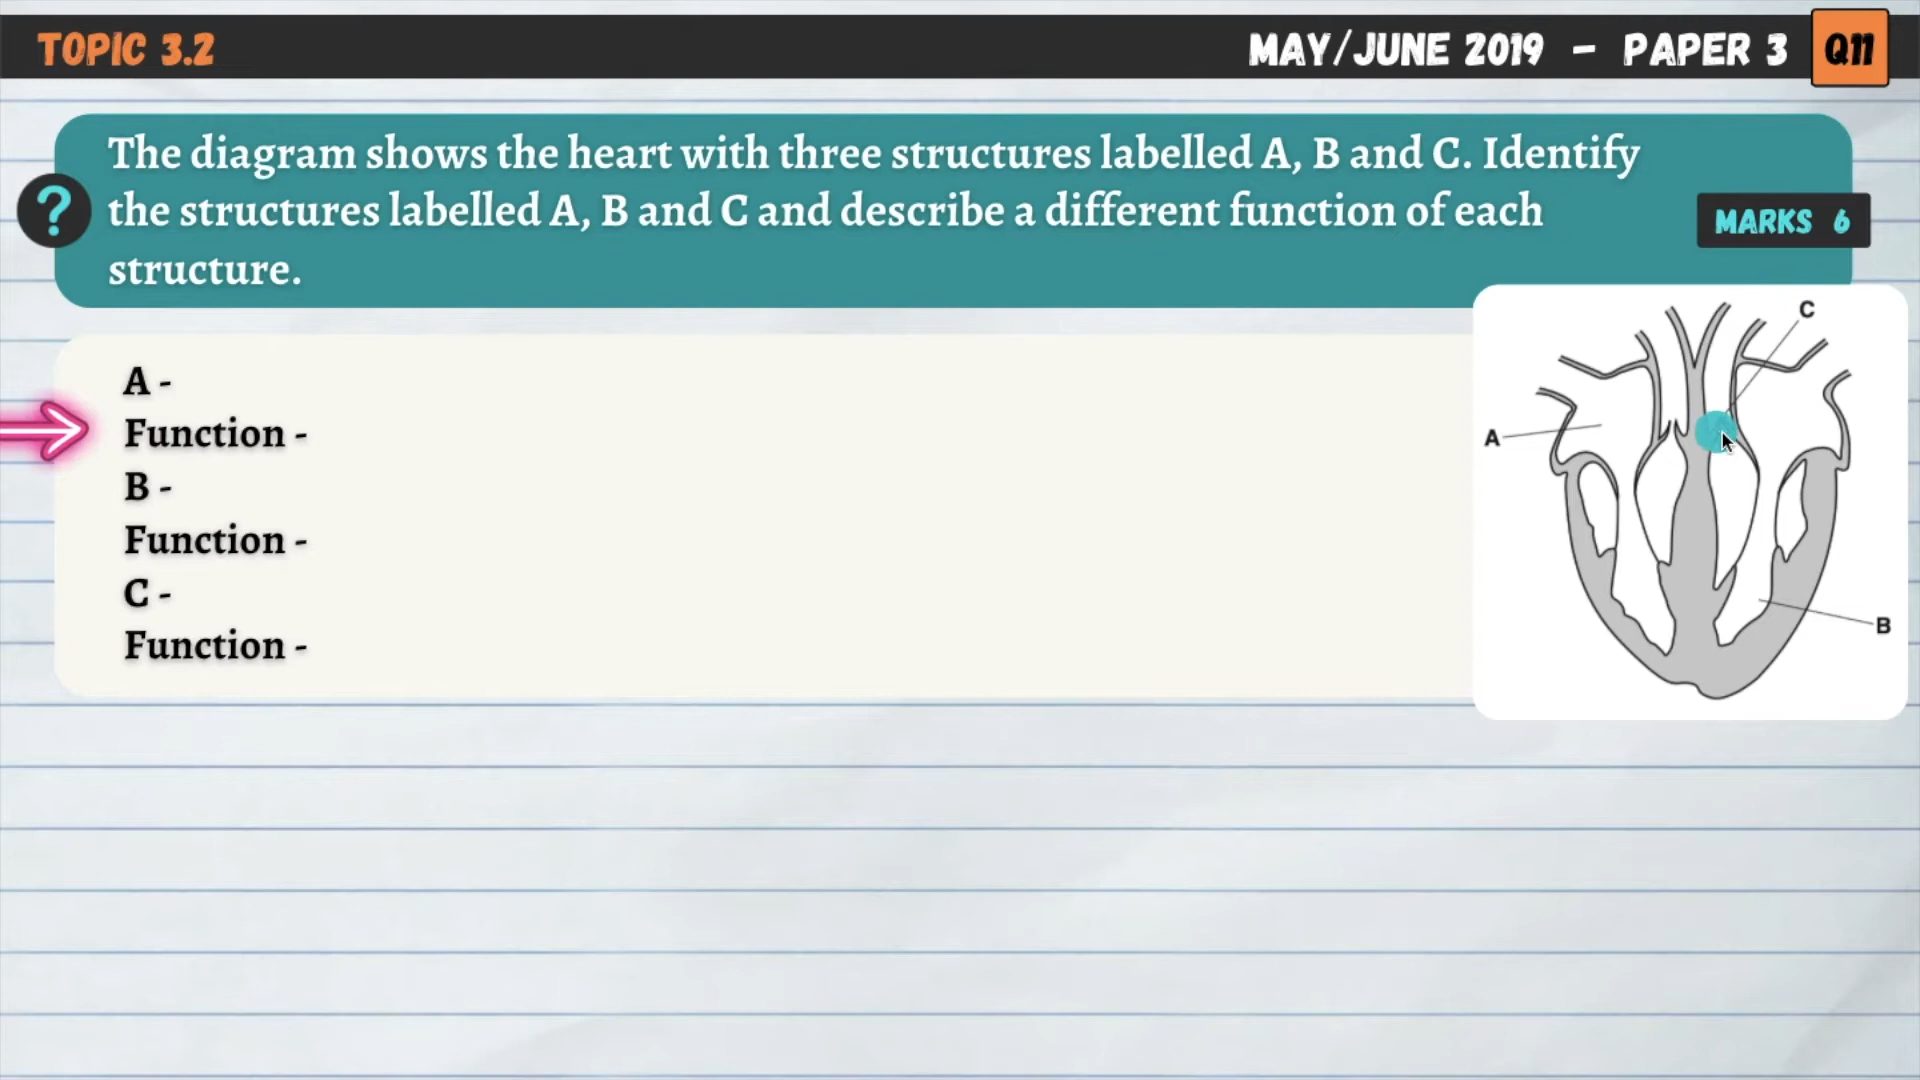 TOPIC 3.2
MAY/JUNE 2019 - PAPER 3 Q11
The diagram shows the heart with three structures labelled A, B and C. Identify
the structures labelled A, B and C and describe a different function of each
structure.
?
MARKS 6
A -
Function -
B -
Function -
C -
Function -
C
A
B